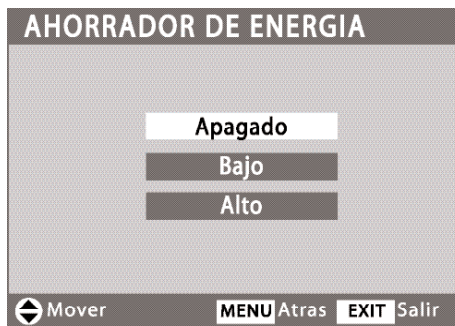 AHORRADOR DE ENERGIA
Apagado
Bajo
Alto
Mover MENU Atras EXIT Salir